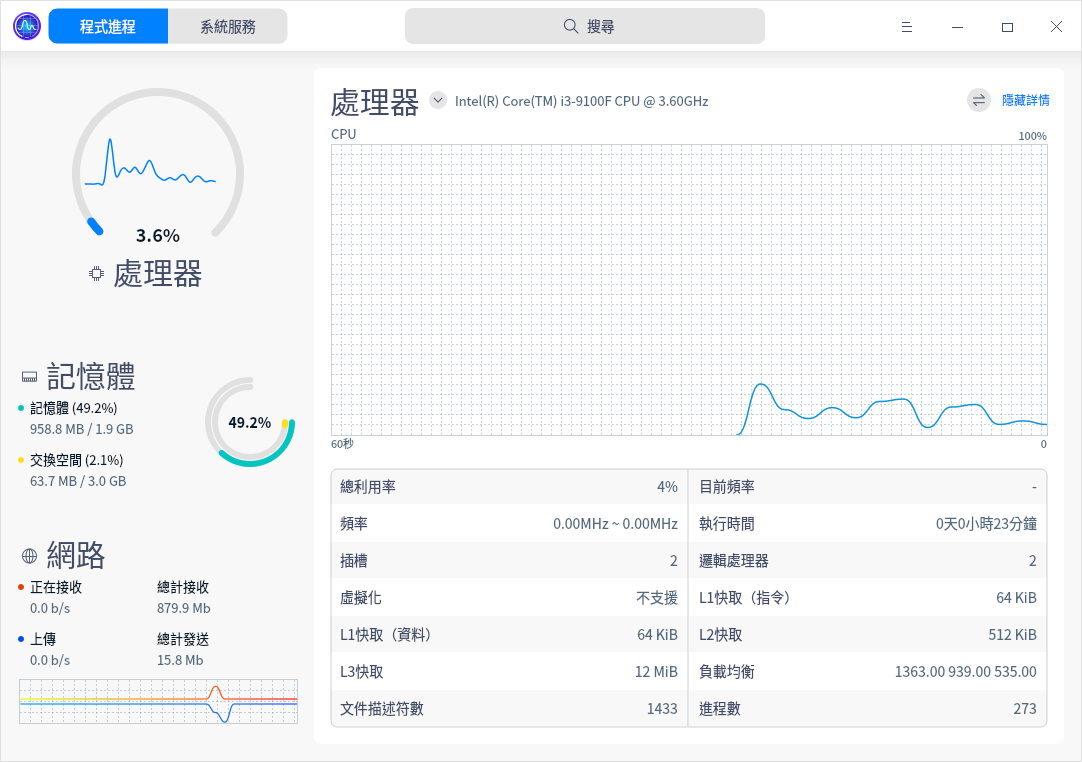 程式進程 系統服務 搜尋
3.6%
處理器
記憶體
記憶體 (49.2%)
958.8 MB / 1.9 GB
交換空間 (2.1%)
63.7 MB / 3.0 GB
49.2%
網路
正在接收 總計接收
0.0 b/s 879.9 Mb
上傳 總計發送
0.0 b/s 15.8 Mb
處理器 Intel(R) Core(TM) i3-9100F CPU @ 3.60GHz 隱藏詳情
CPU 100%
60秒 0
總利用率 4% 目前頻率 -
頻率 0.00MHz ~ 0.00MHz 執行時間 0天0小時23分鐘
插槽 2 邏輯處理器 2
虛擬化 不支援 L1快取（指令） 64 KiB
L1快取（資料） 64 KiB L2快取 512 KiB
L3快取 12 MiB 負載均衡 1363.00 939.00 535.00
文件描述符數 1433 進程數 273